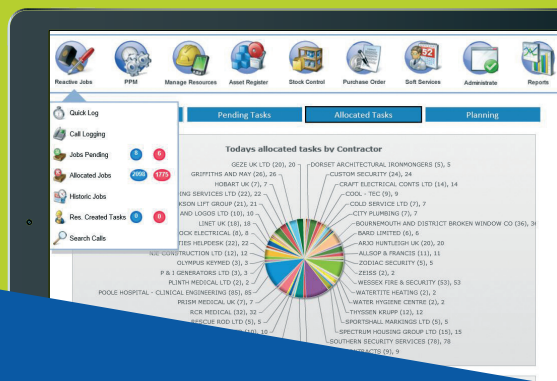 Reactive Jobs
PPM
Manage Resources
Asset Register
Stock Control
Purchase Order
Soft Services
Administrate
Reports
52
Quick Log
Call Logging
Jobs Pending 0 6
Allocated Jobs 2098 1775
Historic Jobs
Res. Created Tasks 0 0
Search Calls
Pending Tasks
Allocated Tasks
Planning
Todays allocated tasks by Contractor
GEZE UK LTD (20), 20
GRIFFITHS AND MAY (26), 26
HOBART UK (7), 7
ING SERVICES LTD (22), 22
KSON LIFT GROUP (21), 21
AND LOGOS LTD (10), 10
LINET UK (18), 18
OCK ELECTRICAL (8), 8
TIES HELPDESK (22), 22
CONSTRUCTION LTD (12), 12
OLYMPUS KEYMED (3), 3
P & I GENERATORS LTD (3), 3
PLINTH MEDICAL LTD (2), 2
POOLE HOSPITAL - CLINICAL ENGINEERING (85), 85
PRISM MEDICAL UK (7), 7
RCR MEDICAL (32), 32
RESCUE ROD LTD (5), 5
10
DORSET ARCHITECTURAL IRONMONGERS (5), 5
CUSTOM SECURITY (24), 24
CRAFT ELECTRICAL CONTS LTD (14), 14
COOL - TEC (9), 9
COLD SERVICE LTD (7), 7
CITY PLUMBING (7), 7
BOURNEMOUTH AND DISTRICT BROKEN WINDOW CO (36), 3
BARD LIMITED (6), 6
ARJO HUNTLEIGH UK (20), 20
ALLSOP & FRANCIS (11), 11
ZODIAC SECURITY (5), 5
ZEISS (2), 2
WESSEX FIRE & SECURITY (53), 53
WATERTITE HEATING (2), 2
WATER HYGIENE CENTRE (2), 2
THYSSEN KRUPP (12), 12
SPORTSHALL MARKINGS LTD (5), 5
SPECTRUM HOUSING GROUP LTD (15), 15
SOUTHERN SECURITY SERVICES (78), 78
(9), 9